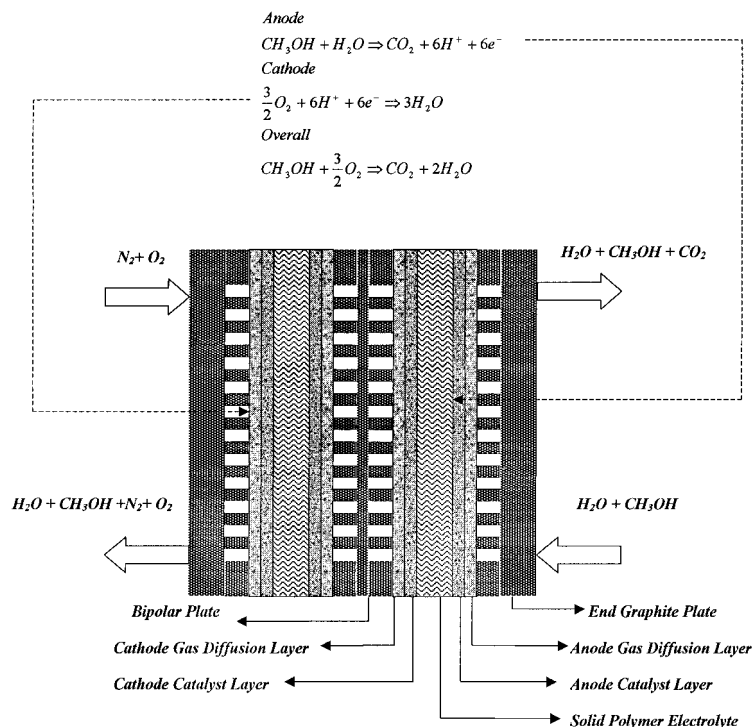 Anode
CH₃OH + H₂O ⇒ CO₂ + 6H⁺ + 6e⁻
Cathode
3/2 O₂ + 6H⁺ + 6e⁻ ⇒ 3H₂O
Overall
CH₃OH + 3/2 O₂ ⇒ CO₂ + 2H₂O
N₂+ O₂
H₂O + CH₃OH + CO₂
H₂O + CH₃OH +N₂+ O₂
H₂O + CH₃OH
Bipolar Plate
End Graphite Plate
Cathode Gas Diffusion Layer
Anode Gas Diffusion Layer
Cathode Catalyst Layer
Anode Catalyst Layer
Solid Polymer Electrolyte